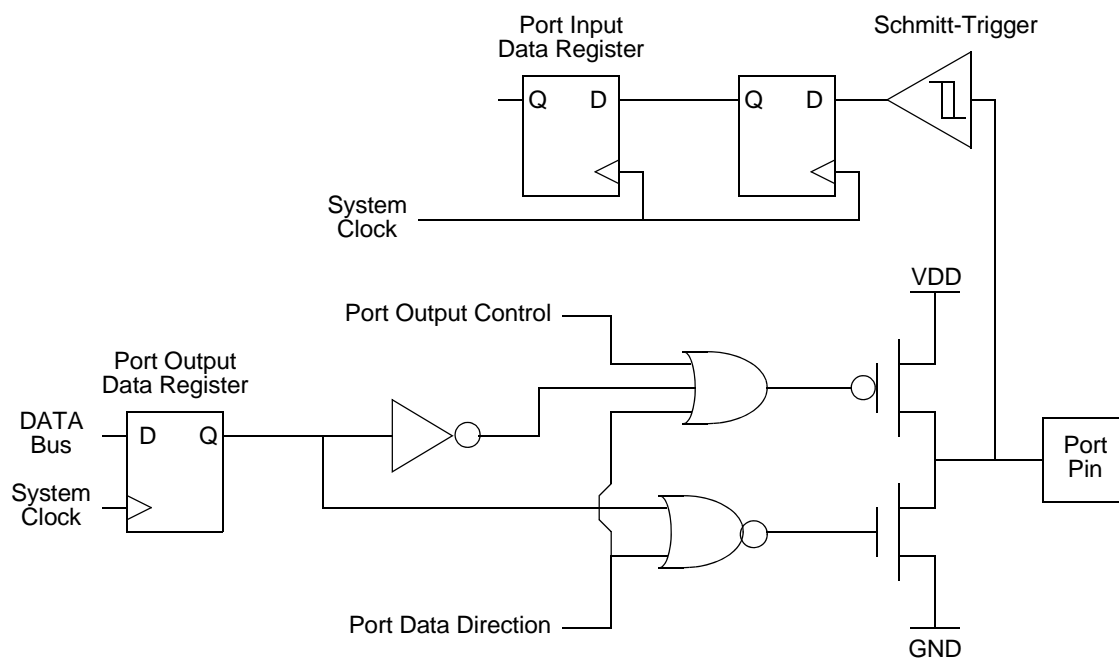 Port Input
Data Register
Schmitt-Trigger
Q D
Q D
System
Clock
VDD
Port Output Control
Port Output
Data Register
DATA
Bus
D Q
System
Clock
Port
Pin
Port Data Direction
GND